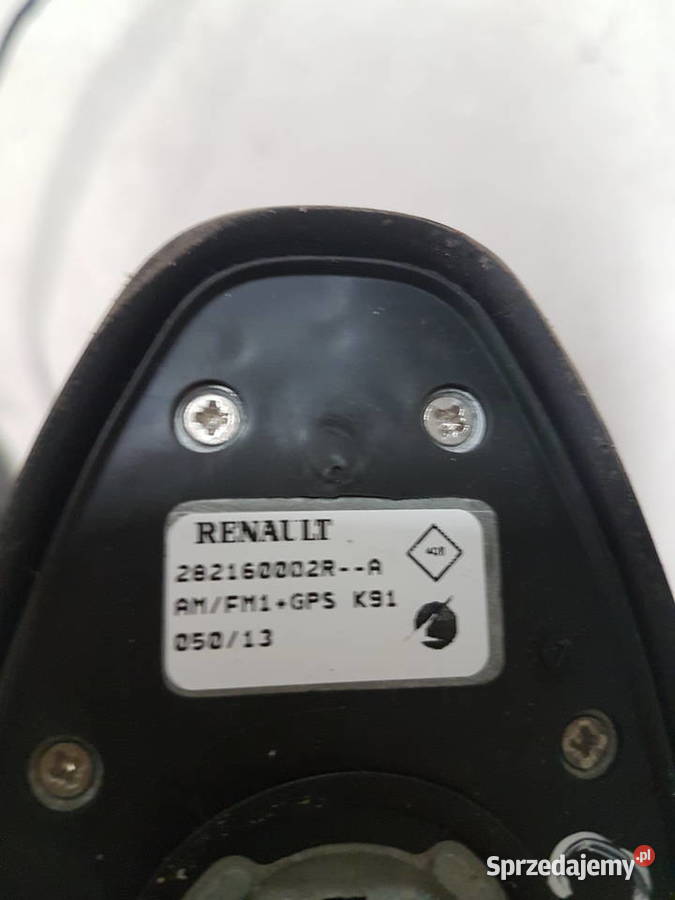 RENAULT
282160002R--A
AM/FM1+GPS K91
050/13
Sprzedajemy.pl